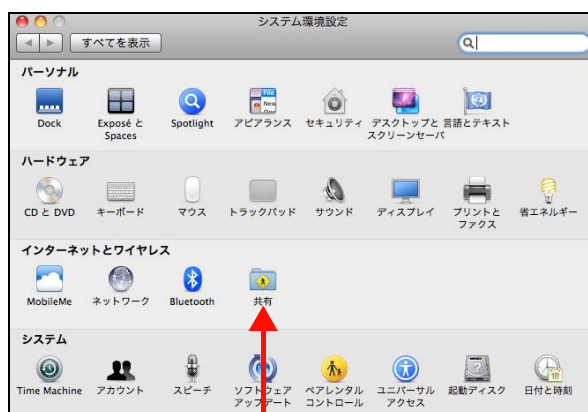 システム環境設定
すべてを表示
パーソナル
Dock
Exposé と
Spaces
Spotlight
アピアランス
セキュリティ
デスクトップと
スクリーンセーバ
言語とテキスト
ハードウェア
CD と DVD
キーボード
マウス
トラックパッド
サウンド
ディスプレイ
プリントと
ファクス
省エネルギー
インターネットとワイヤレス
MobileMe
ネットワーク
Bluetooth
共有
システム
Time Machine
アカウント
スピーチ
ソフトウェア
アップデート
ペアレンタル
コントロール
ユニバーサル
アクセス
起動ディスク
日付と時刻